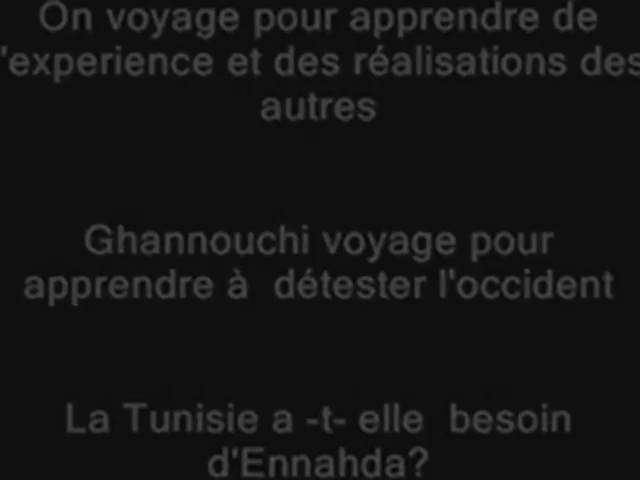 On voyage pour apprendre de
'experience et des réalisations des
autres
Ghannouchi voyage pour
apprendre à détester l'occident
La Tunisie a -t- elle besoin
d'Ennahda?